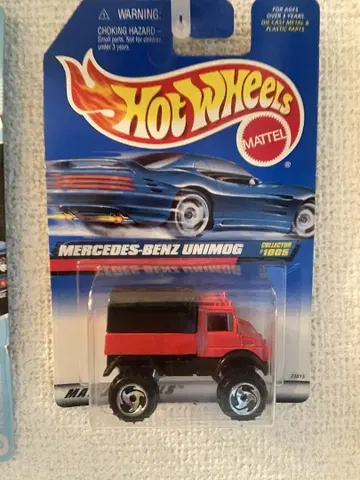 WARNING:
CHOKING HAZARD –
Small parts. Not for children
under 3 years.
FOR AGES
OVER 3 YEARS
DIE CAST METAL &
PLASTIC PARTS
HOT WHEELS
MATTEL
®
MERCEDES-BENZ UNIMOG
COLLECTOR
#1005